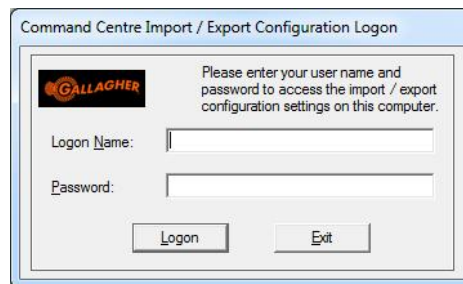 Command Centre Import / Export Configuration Logon
GALLAGHER
Please enter your user name and
password to access the import / export
configuration settings on this computer.
Logon Name:
Password:
Logon
Exit